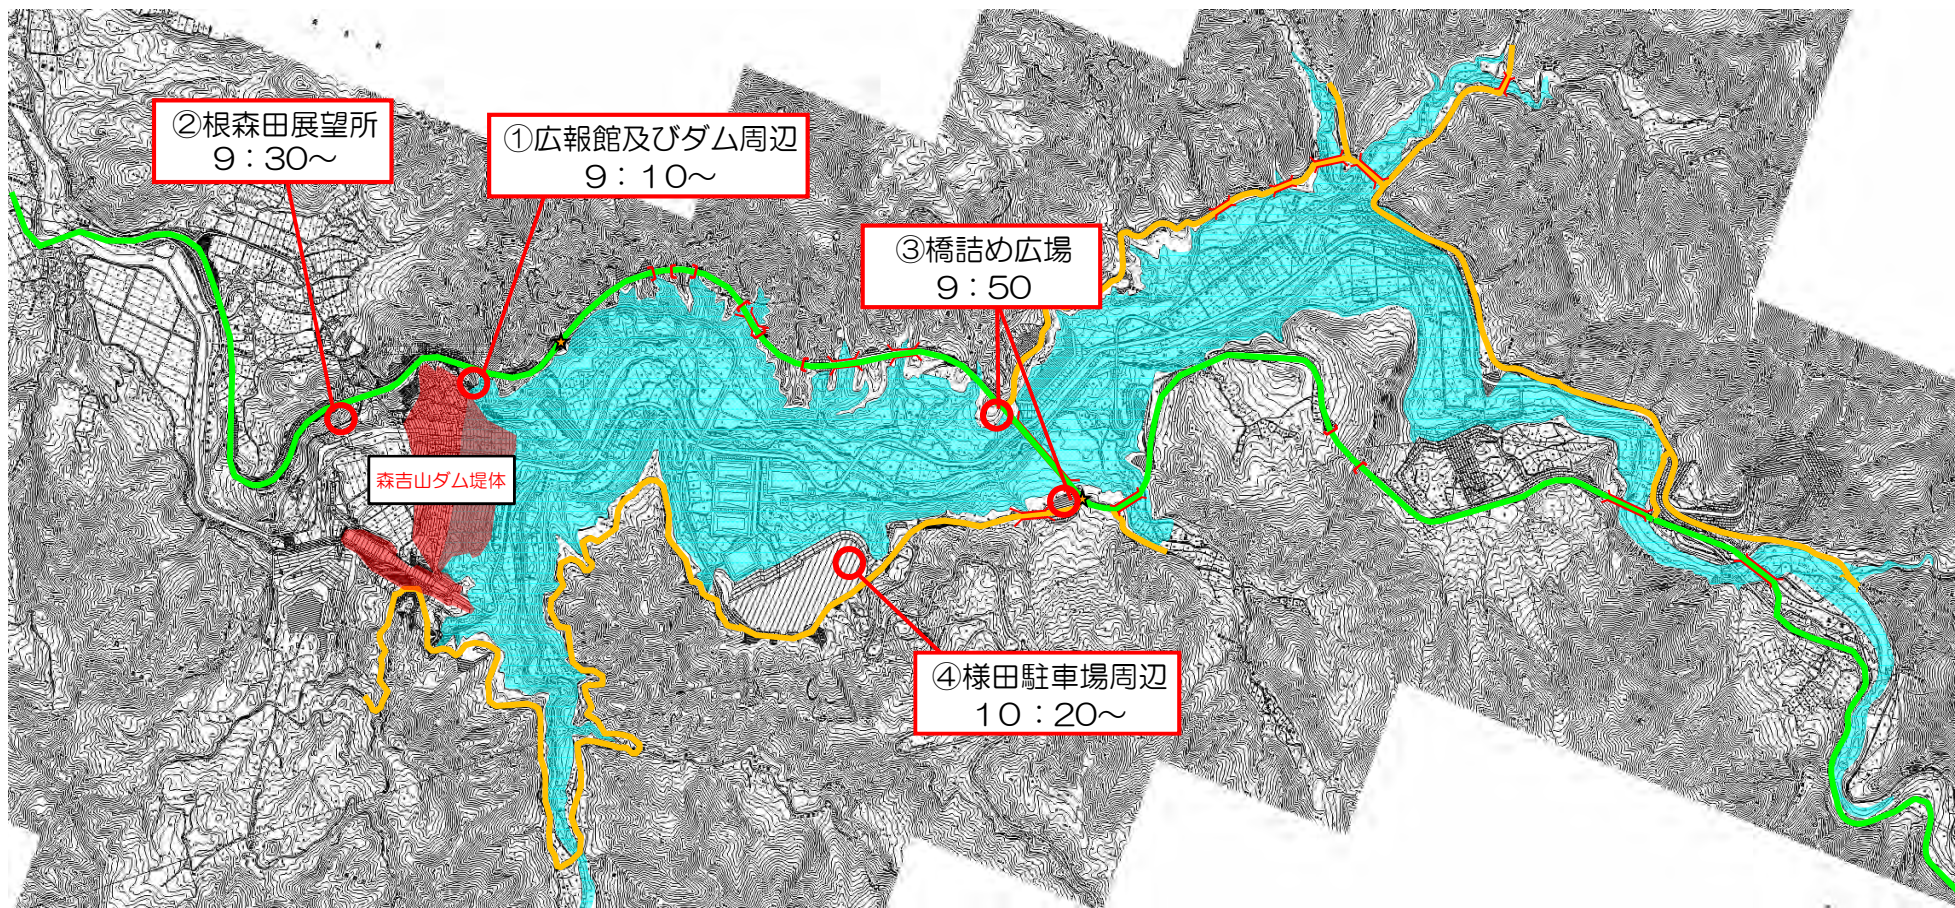 ②根森田展望所
9：30～
①広報館及びダム周辺
9：10～
③橋詰め広場
9：50
森吉山ダム堤体
④様田駐車場周辺
10：20～